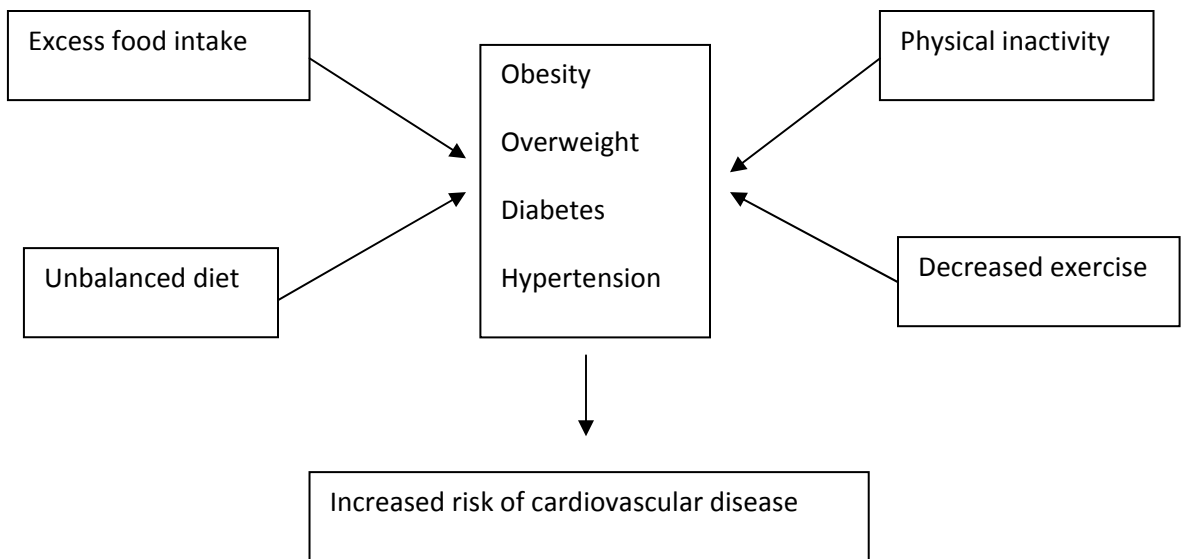 Excess food intake
Physical inactivity
Obesity
Overweight
Diabetes
Hypertension
Unbalanced diet
Decreased exercise
Increased risk of cardiovascular disease